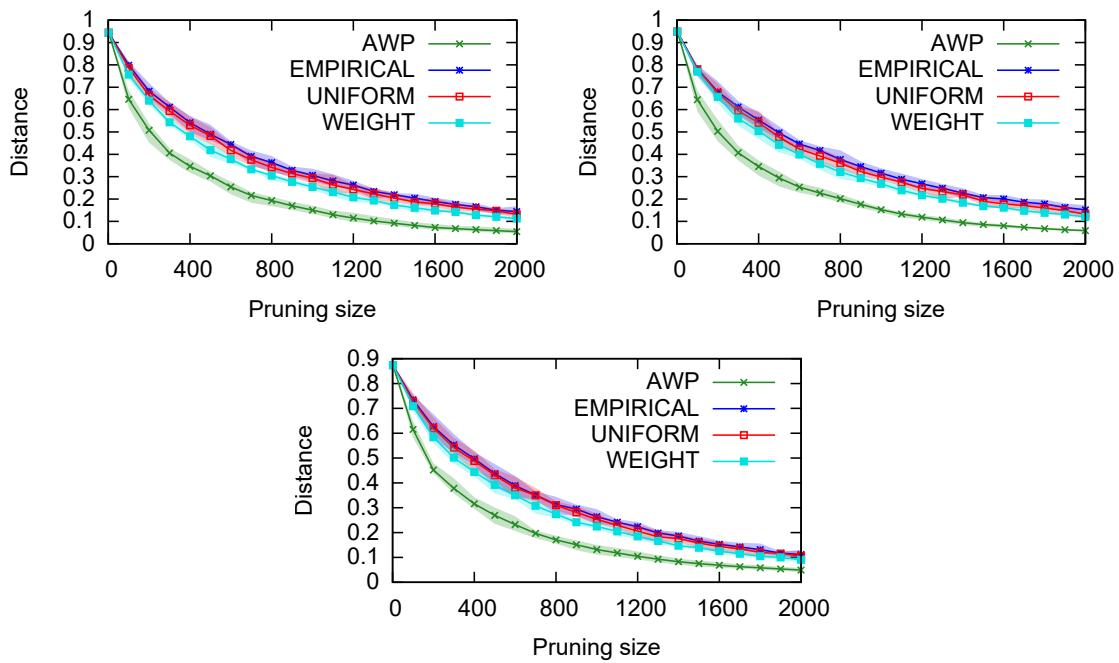 1
0.9
0.8
0.7
0.6
0.5
0.4
0.3
0.2
0.1
0
Distance
AWP
EMPIRICAL
UNIFORM
WEIGHT
0 400 800 1200 1600 2000
Pruning size
1
0.9
0.8
0.7
0.6
0.5
0.4
0.3
0.2
0.1
0
Distance
AWP
EMPIRICAL
UNIFORM
WEIGHT
0 400 800 1200 1600 2000
Pruning size
0.9
0.8
0.7
0.6
0.5
0.4
0.3
0.2
0.1
0
Distance
AWP
EMPIRICAL
UNIFORM
WEIGHT
0 400 800 1200 1600 2000
Pruning size